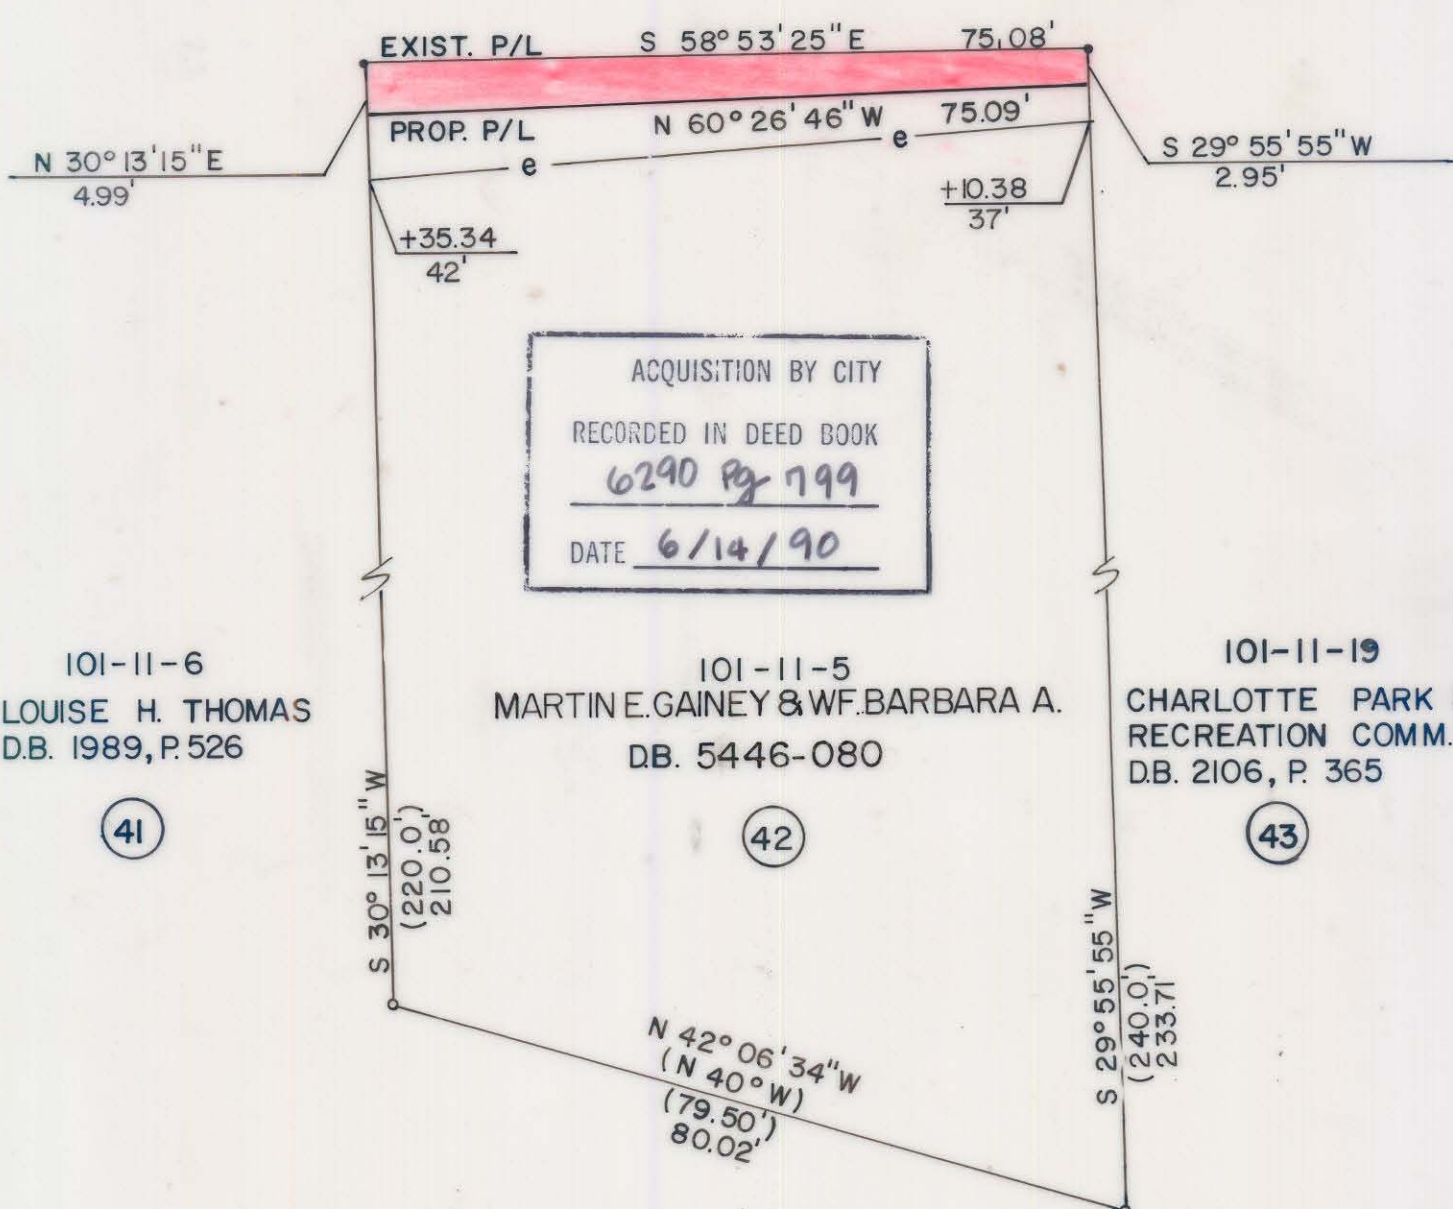 EXIST. P/L S 58° 53' 25" E 75.08'
PROP. P/L N 60° 26' 46" W 75.09'
e e
N 30° 13' 15" E
4.99'
S 29° 55' 55" W
2.95'
+35.34
42'
+10.38
37'
ACQUISITION BY CITY
RECORDED IN DEED BOOK
6290 Pg 799
DATE 6/14/90
101-11-6
LOUISE H. THOMAS
D.B. 1989, P. 526
41
101-11-5
MARTIN E. GAINEY & WF. BARBARA A.
D.B. 5446-080
42
101-11-19
CHARLOTTE PARK
RECREATION COMM.
D.B. 2106, P. 365
43
S 30° 13' 15" W
(220.0')
210.58
S 29° 55' 55" W
(240.0')
233.71
N 42° 06' 34" W
(N 40° W)
(79.50')
80.02'